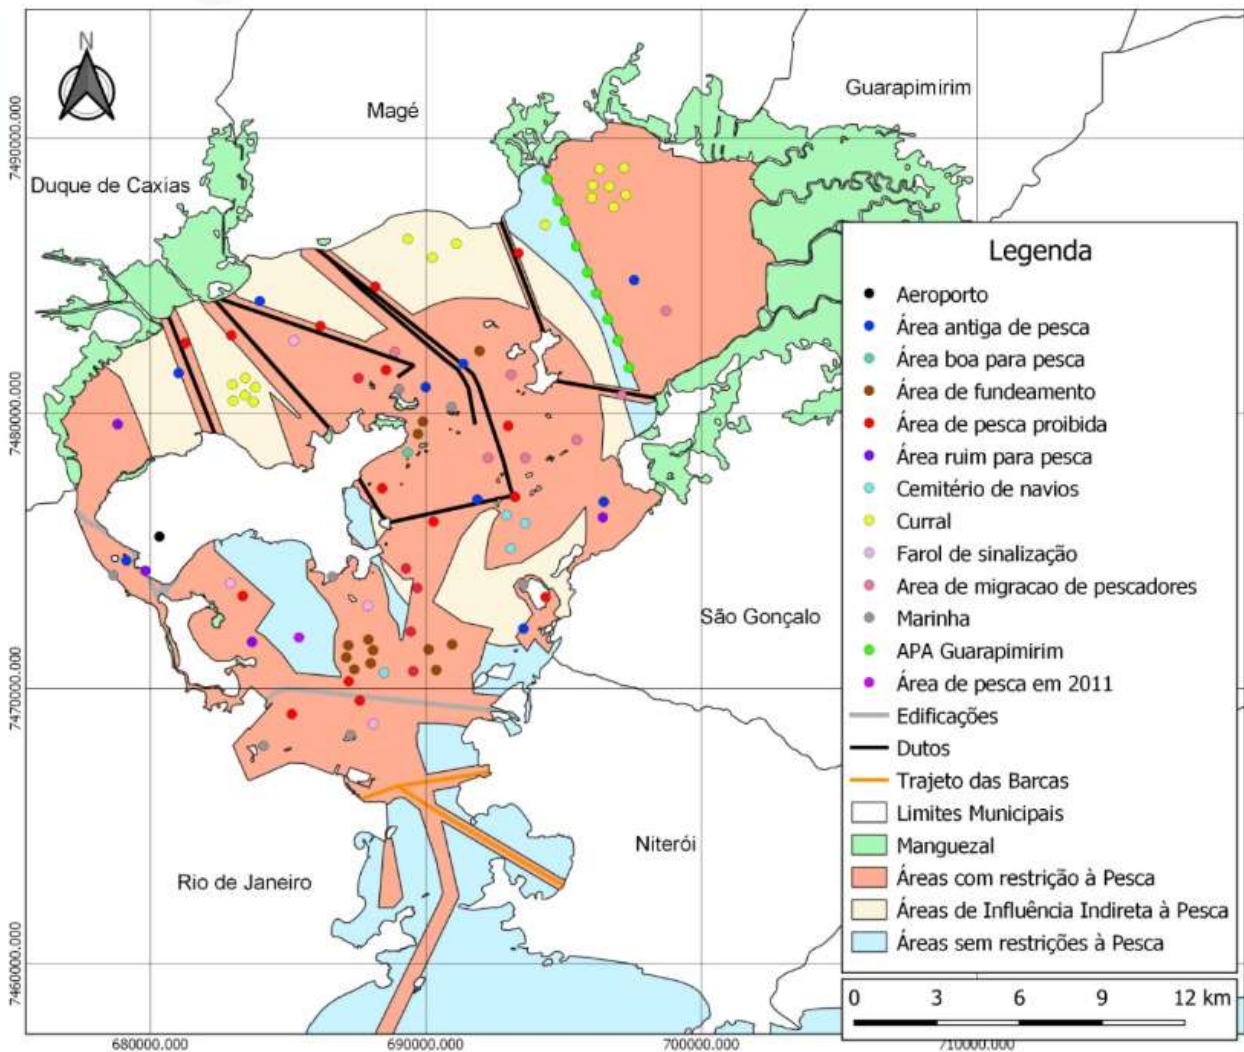 N
Guarapimirim
Magé
Duque de Caxias
7490000.000
7480000.000
7470000.000
7460000.000
São Gonçalo
Niterói
Rio de Janeiro
Legenda
Aeroporto
Área antiga de pesca
Área boa para pesca
Área de fundeamento
Área de pesca proibida
Área ruim para pesca
Cemitério de navios
Curral
Farol de sinalização
Area de migracao de pescadores
Marinha
APA Guarapimirim
Área de pesca em 2011
Edificações
Dutos
Trajeto das Barcas
Limites Municipais
Manguezal
Áreas com restrição à Pesca
Áreas de Influência Indireta à Pesca
Áreas sem restrições à Pesca
0 3 6 9 12 km
680000.000 690000.000 700000.000 710000.000